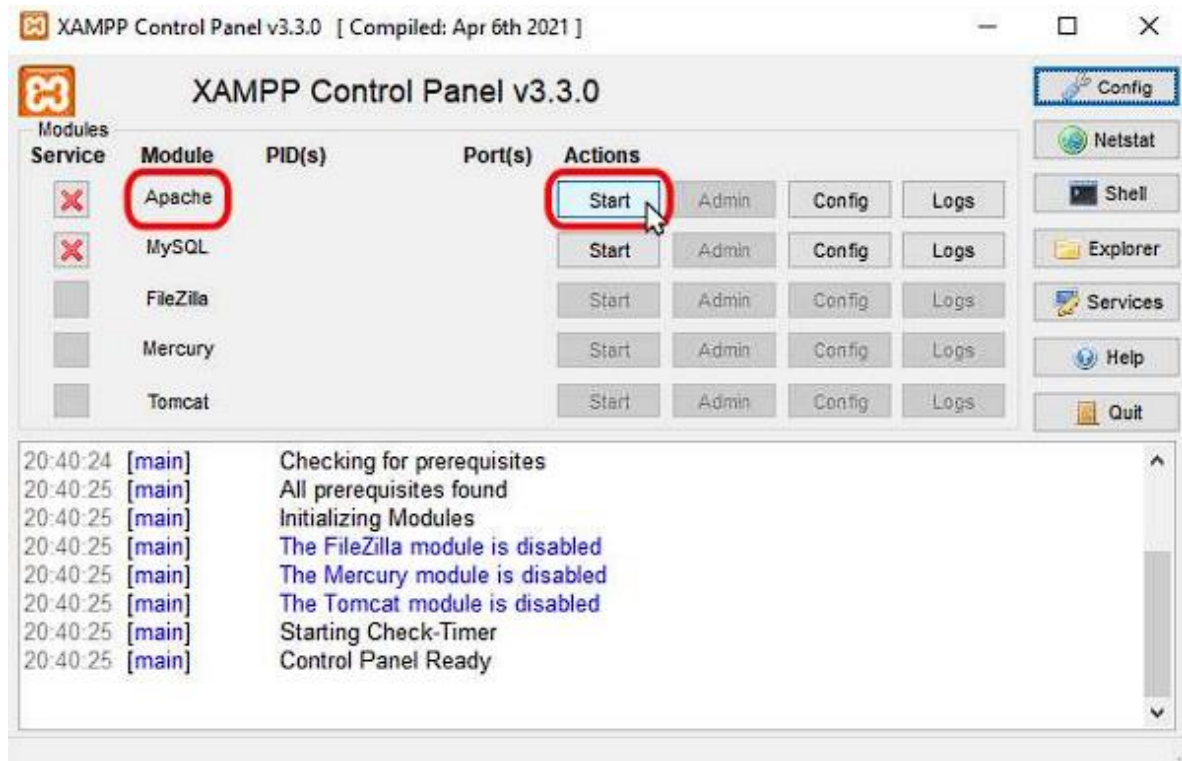 XAMPP Control Panel v3.3.0 [ Compiled: Apr 6th 2021 ]
XAMPP Control Panel v3.3.0
Config
Modules
Service Module PID(s) Port(s) Actions
Netstat
Apache Start Admin Config Logs
Shell
MySQL Start Admin Config Logs
Explorer
FileZilla Start Admin Config Logs
Services
Mercury Start Admin Config Logs
Help
Tomcat Start Admin Config Logs
Quit
20:40:24 [main] Checking for prerequisites
20:40:25 [main] All prerequisites found
20:40:25 [main] Initializing Modules
20:40:25 [main] The FileZilla module is disabled
20:40:25 [main] The Mercury module is disabled
20:40:25 [main] The Tomcat module is disabled
20:40:25 [main] Starting Check-Timer
20:40:25 [main] Control Panel Ready